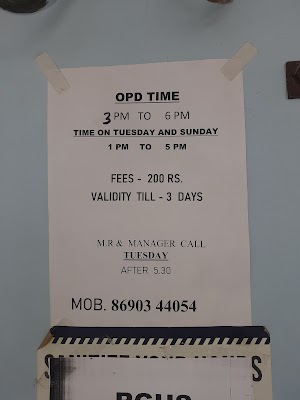 OPD TIME
3 PM TO 6 PM
TIME ON TUESDAY AND SUNDAY
1 PM TO 5 PM
FEES - 200 RS.
VALIDITY TILL - 3 DAYS
M.R & MANAGER CALL
TUESDAY
AFTER 5.30
MOB. 86903 44054